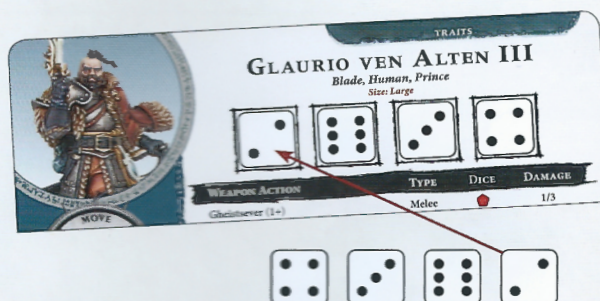 TRAITS
GLAURIO VEN ALTEN III
Blade, Human, Prince
Size: Large
WEAPON ACTION TYPE DICE DAMAGE
Gheistsever (1+) Melee 1/3
MOVE